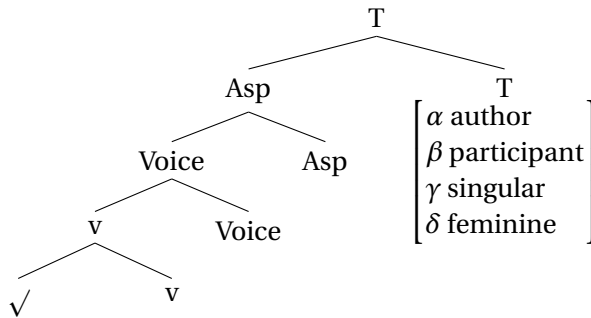 T
Asp T
α author
Voice Asp β participant
γ singular
v Voice δ feminine
√ v